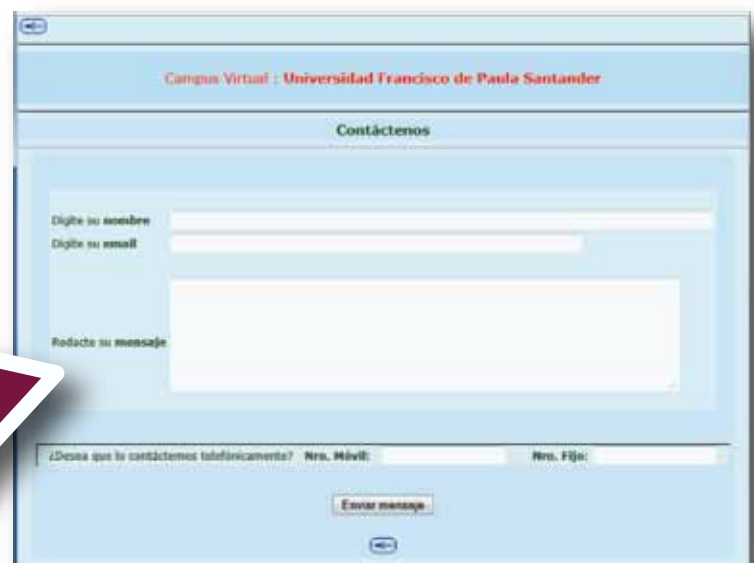 Campus Virtual : Universidad Francisco de Paula Santander
Contáctenos
Digite su nombre
Digite su email
Redacte su mensaje
¿Desea que lo contáctemos telefónicamente? Nro. Móvil: Nro. Fijo:
Enviar mensaje